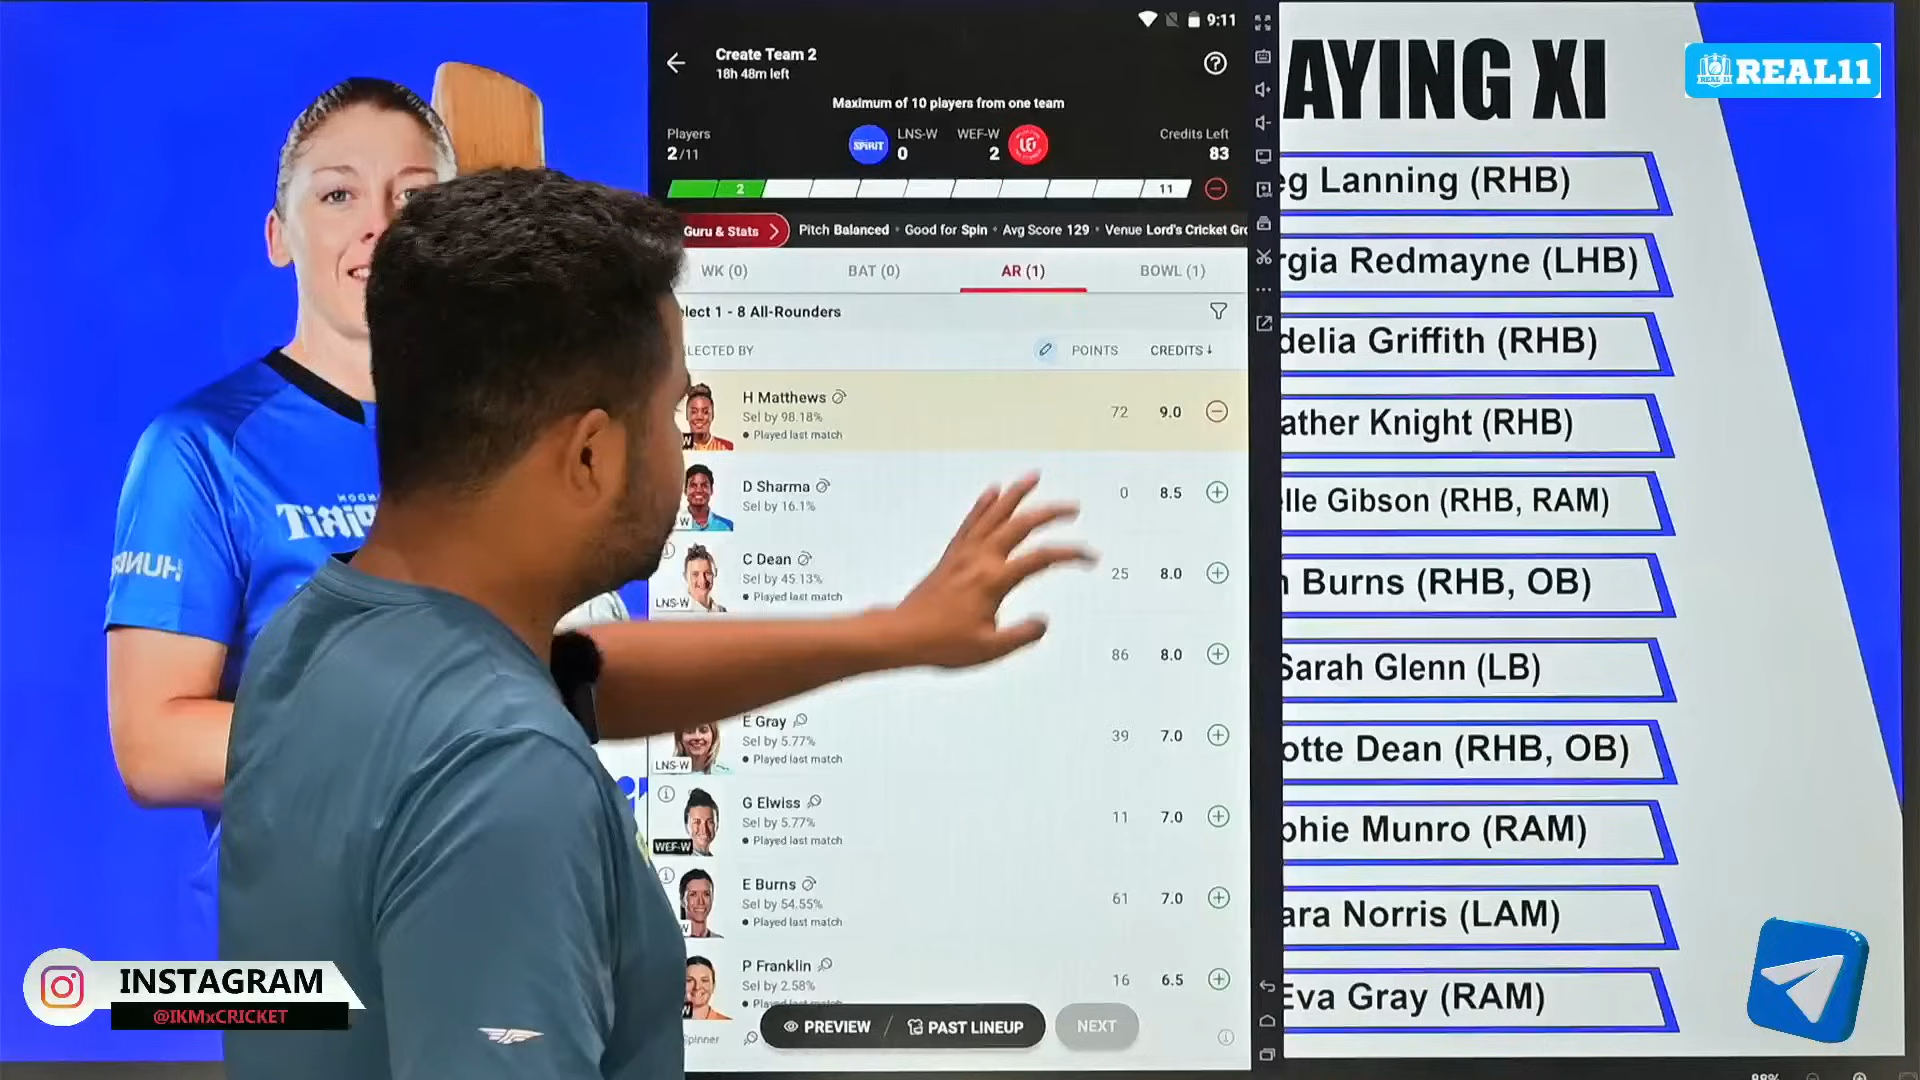 9:11
Create Team 2
18h 48m left
Maximum of 10 players from one team
Players
2/11
SPIRIT
LNS-W
0
WEF-W
2
Credits Left
83
2
11
Guru & Stats
Pitch Balanced • Good for Spin • Avg Score 129 • Venue Lord's Cricket Gr
WK (0)
BAT (0)
AR (1)
BOWL (1)
lect 1 - 8 All-Rounders
LECTED BY
POINTS
CREDITS↓
H Matthews
Sel by 98.18%
• Played last match
72
9.0
D Sharma
Sel by 16.1%
0
8.5
C Dean
Sel by 45.13%
• Played last match
LNS-W
25
8.0
86
8.0
E Gray
Sel by 5.77%
• Played last match
LNS-W
39
7.0
G Elwiss
Sel by 5.77%
• Played last match
WEF-W
11
7.0
E Burns
Sel by 54.55%
• Played last match
61
7.0
P Franklin
Sel by 2.58%
16
6.5
PREVIEW
PAST LINEUP
NEXT
pinner
AYING XI
REAL11
eg Lanning (RHB)
rgia Redmayne (LHB)
delia Griffith (RHB)
ather Knight (RHB)
lle Gibson (RHB, RAM)
Burns (RHB, OB)
Sarah Glenn (LB)
otte Dean (RHB, OB)
phie Munro (RAM)
ara Norris (LAM)
Eva Gray (RAM)
INSTAGRAM
@IKMxCRICKET